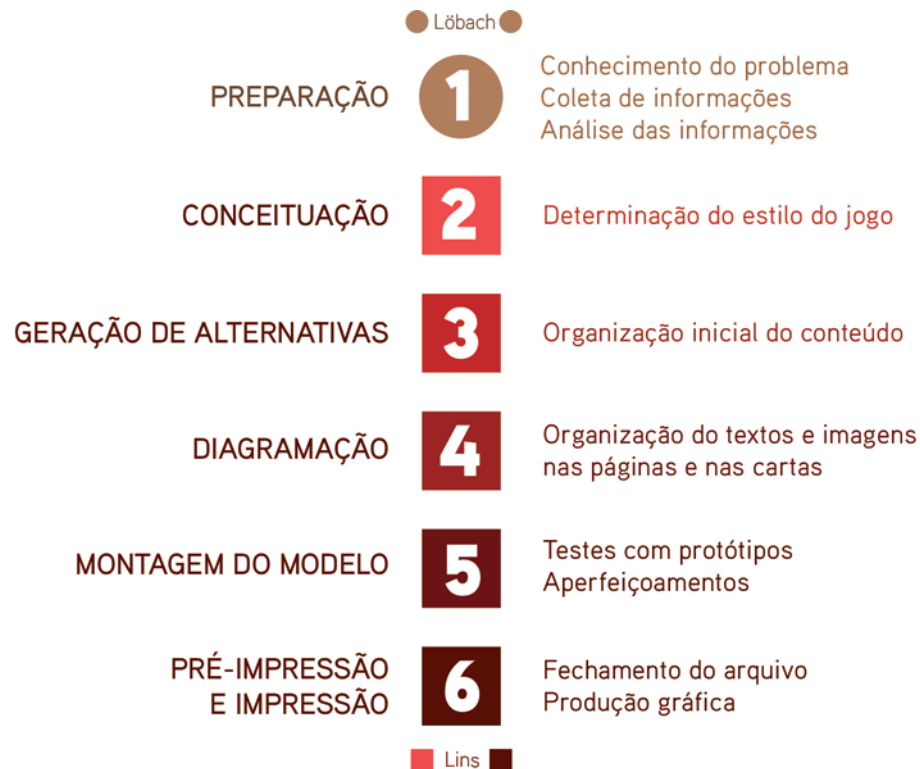 Löbach
PREPARAÇÃO
1
Conhecimento do problema
Coleta de informações
Análise das informações
CONCEITUAÇÃO
2
Determinação do estilo do jogo
GERAÇÃO DE ALTERNATIVAS
3
Organização inicial do conteúdo
DIAGRAMAÇÃO
4
Organização do textos e imagens
nas páginas e nas cartas
MONTAGEM DO MODELO
5
Testes com protótipos
Aperfeiçoamentos
PRÉ-IMPRESSÃO
E IMPRESSÃO
6
Fechamento do arquivo
Produção gráfica
Lins